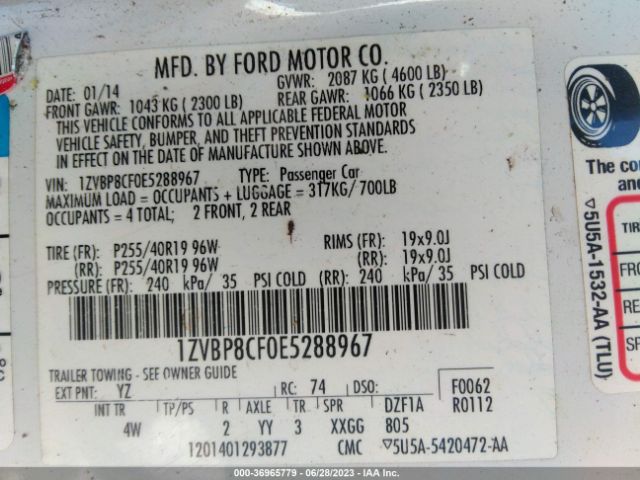 MFD. BY FORD MOTOR CO.
DATE: 01/14
GVWR: 2087 KG ( 4600 LB)
FRONT GAWR: 1043 KG ( 2300 LB)
REAR GAWR: 1066 KG ( 2350 LB)
THIS VEHICLE CONFORMS TO ALL APPLICABLE FEDERAL MOTOR
VEHICLE SAFETY, BUMPER, AND THEFT PREVENTION STANDARDS
IN EFFECT ON THE DATE OF MANUFACTURE SHOWN ABOVE.
VIN: 1ZVBP8CF0E5288967 TYPE: Passenger Car
MAXIMUM LOAD = OCCUPANTS + LUGGAGE = 317KG/ 700LB
OCCUPANTS = 4 TOTAL; 2 FRONT, 2 REAR
TIRE (FR): P255/40R19 96W RIMS (FR): 19x9.0J
(RR): P255/40R19 96W (RR): 19x9.0J
PRESSURE (FR): 240 kPa/ 35 PSI COLD (RR): 240 kPa/ 35 PSI COLD
1ZVBP8CF0E5288967
TRAILER TOWING - SEE OWNER GUIDE
EXT PNT: YZ RC: 74 DSO: F0062
INT TR TP/PS R AXLE TR SPR DZF1A R0112
4W 2 YY 3 XXGG 805
1201401293877 CMC ▽5U5A-5420472-AA
The
and
▽5U5A-1532-AA (TLU)
000-36965779 - 06/28/2023 - IAA Inc.